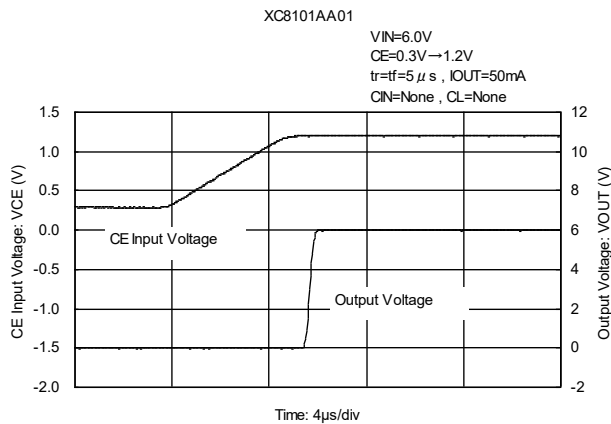 XC8101AA01
VIN=6.0V
CE=0.3V→1.2V
tr=tf=5μs , IOUT=50mA
CIN=None , CL=None
CE Input Voltage: VCE (V)
1.5
1.0
0.5
0.0
-0.5
-1.0
-1.5
-2.0
CE Input Voltage
Output Voltage
12
10
8
6
4
2
0
-2
Output Voltage: VOUT (V)
Time: 4μs/div